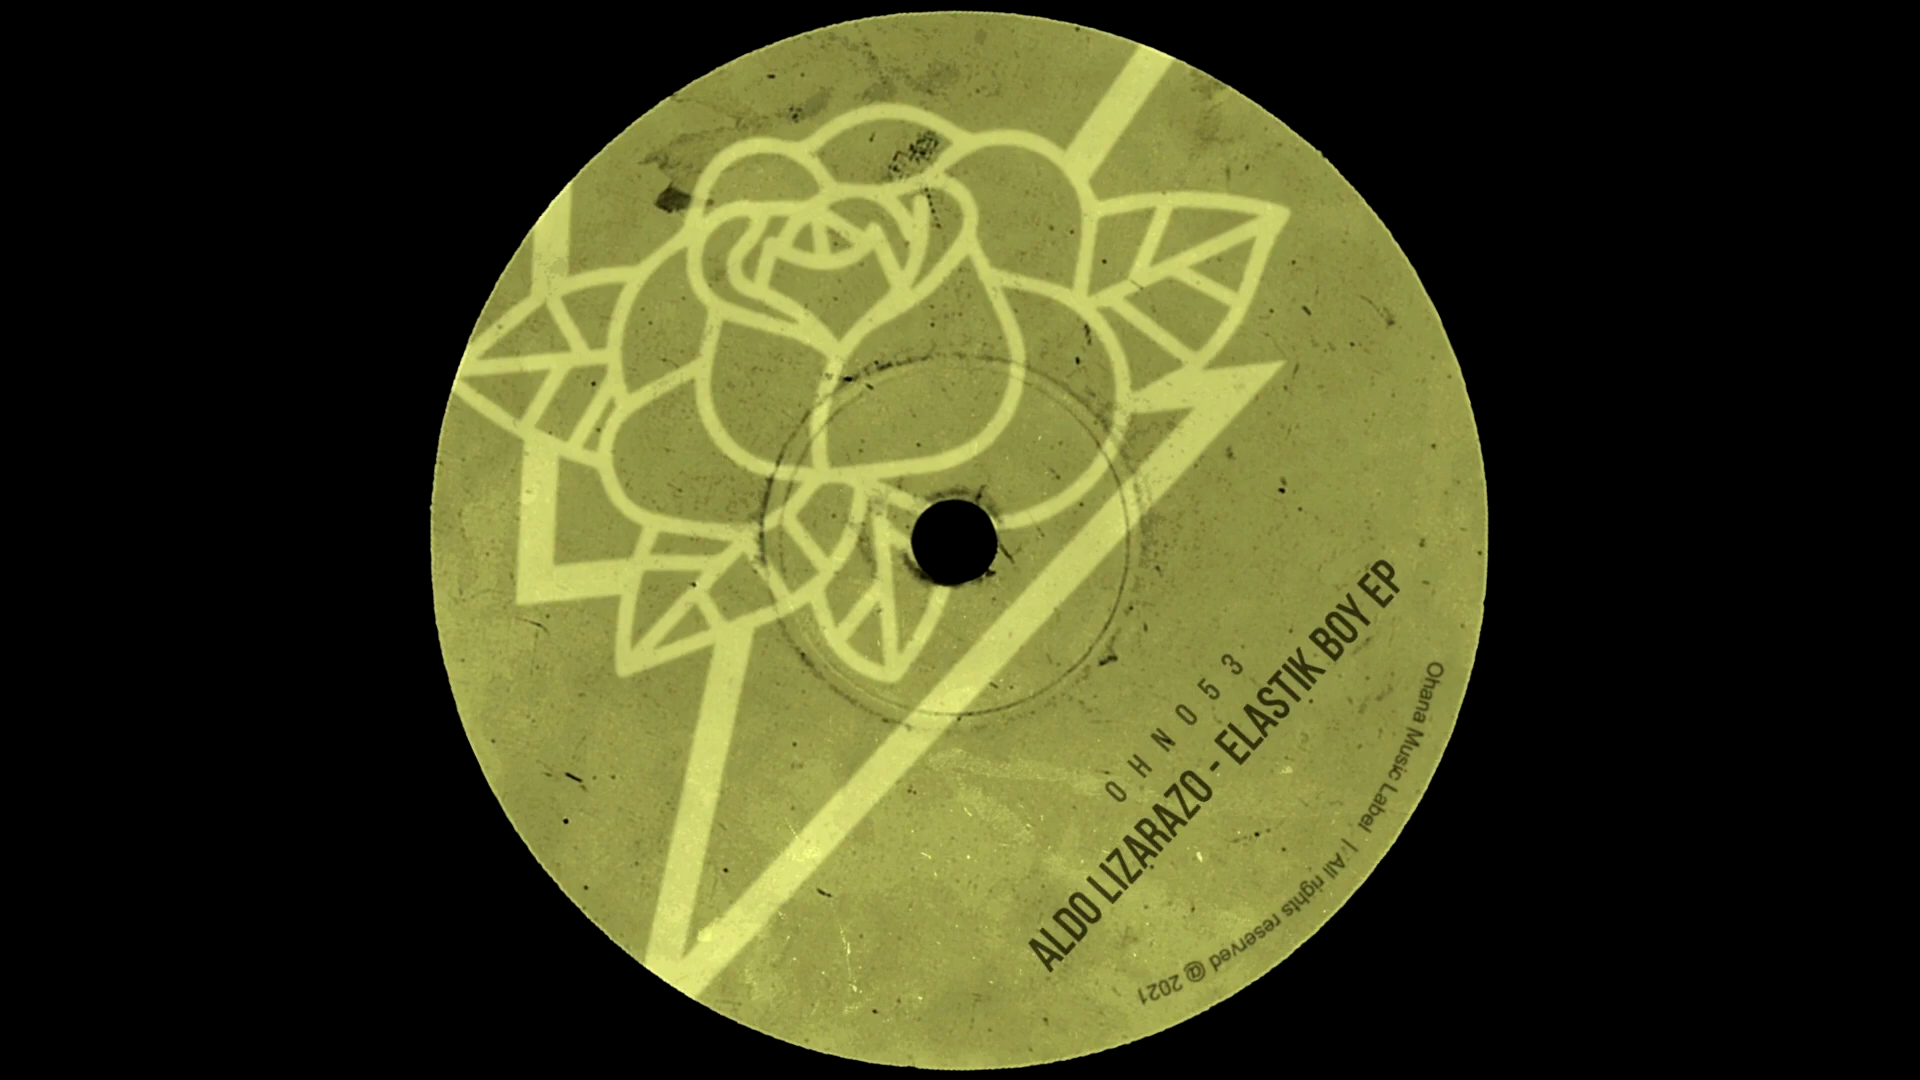 OHN053
ALDO LIZARAZO - ELASTIK BOY EP
Ohana Music Label | All rights reserved @ 2021